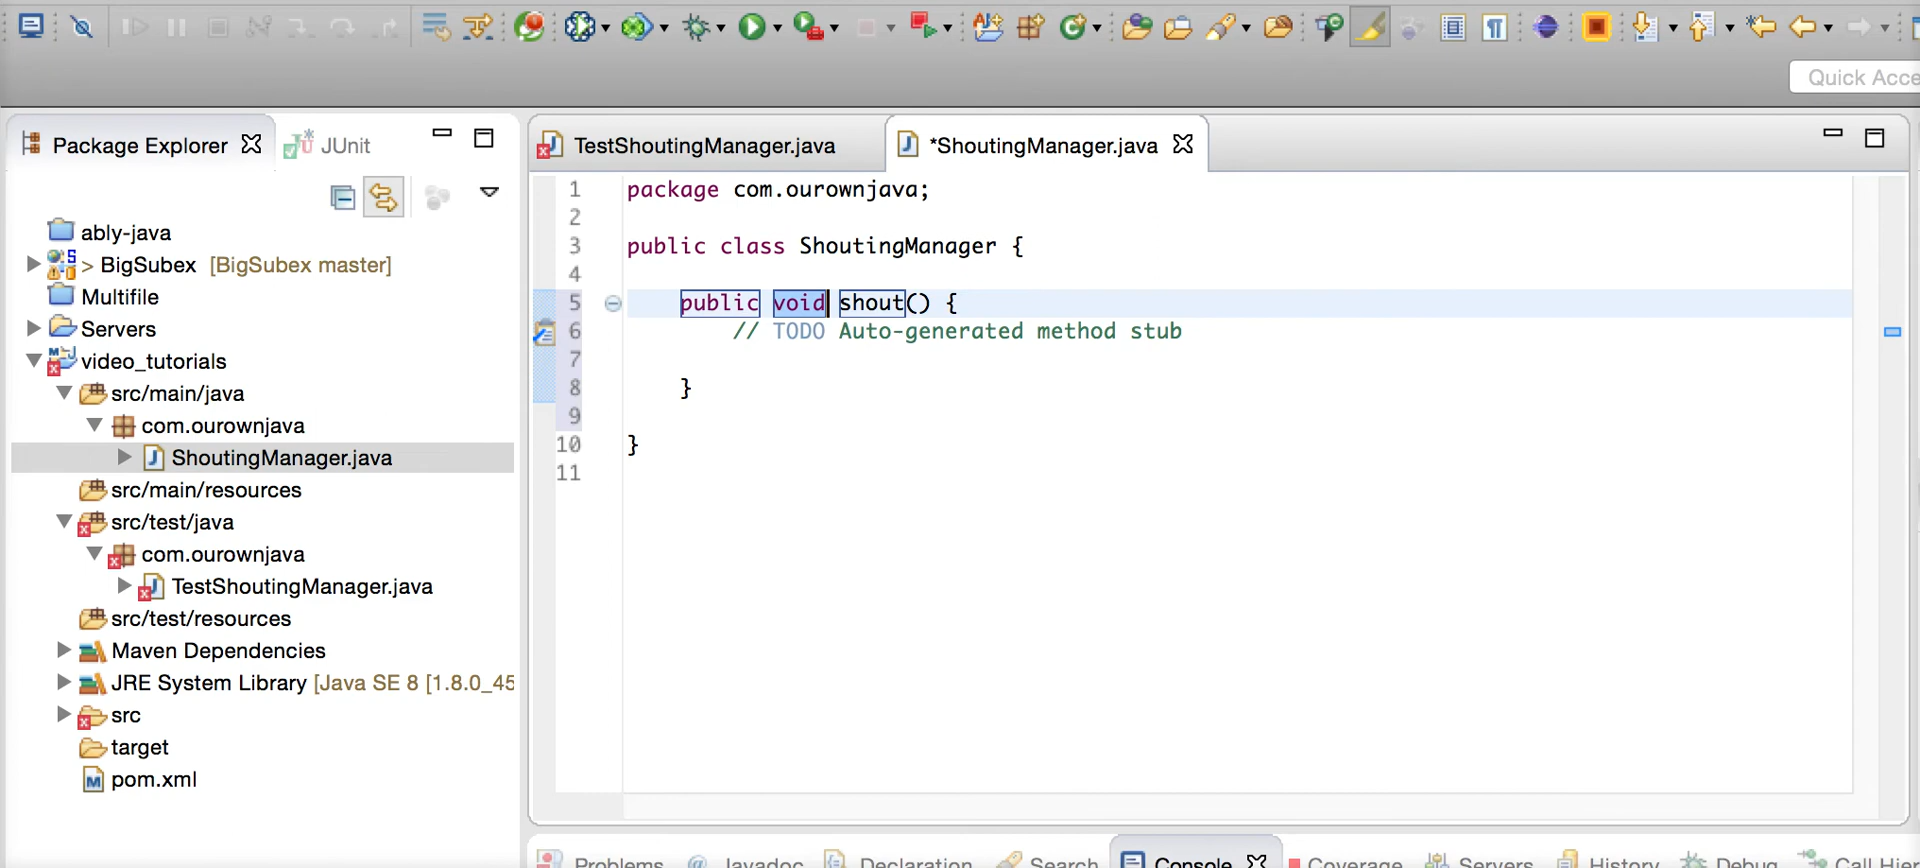 Quick Acce
Package Explorer
JUnit
ably-java
> BigSubex [BigSubex master]
Multifile
Servers
video_tutorials
src/main/java
com.ourownjava
ShoutingManager.java
src/main/resources
src/test/java
com.ourownjava
TestShoutingManager.java
src/test/resources
Maven Dependencies
JRE System Library [Java SE 8 [1.8.0_45
src
target
pom.xml
TestShoutingManager.java
*ShoutingManager.java
1 package com.ourownjava;
2
3 public class ShoutingManager {
4
5 public void shout() {
6 // TODO Auto-generated method stub
7
8 }
9
10 }
11
Problems @ Javadoc Declaration Search Console Coverage Servers History Debug Call Hier